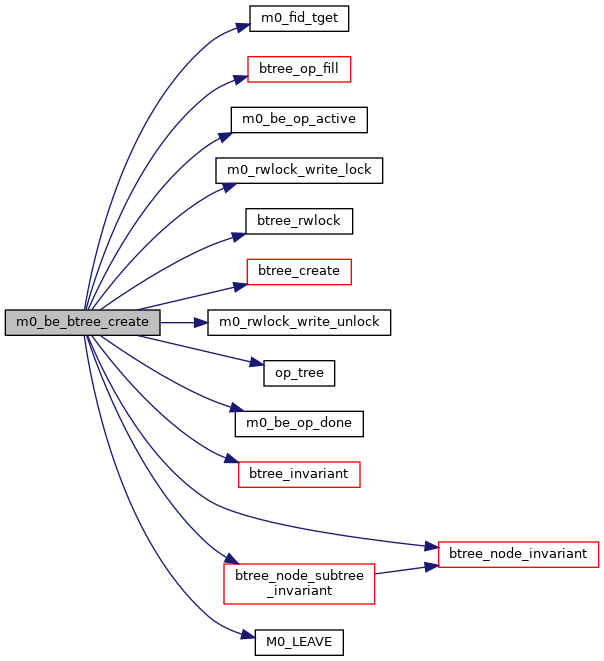 m0_fid_tget
btree_op_fill
m0_be_op_active
m0_rwlock_write_lock
btree_rwlock
btree_create
m0_be_btree_create
m0_rwlock_write_unlock
op_tree
m0_be_op_done
btree_invariant
btree_node_invariant
btree_node_subtree
_invariant
M0_LEAVE